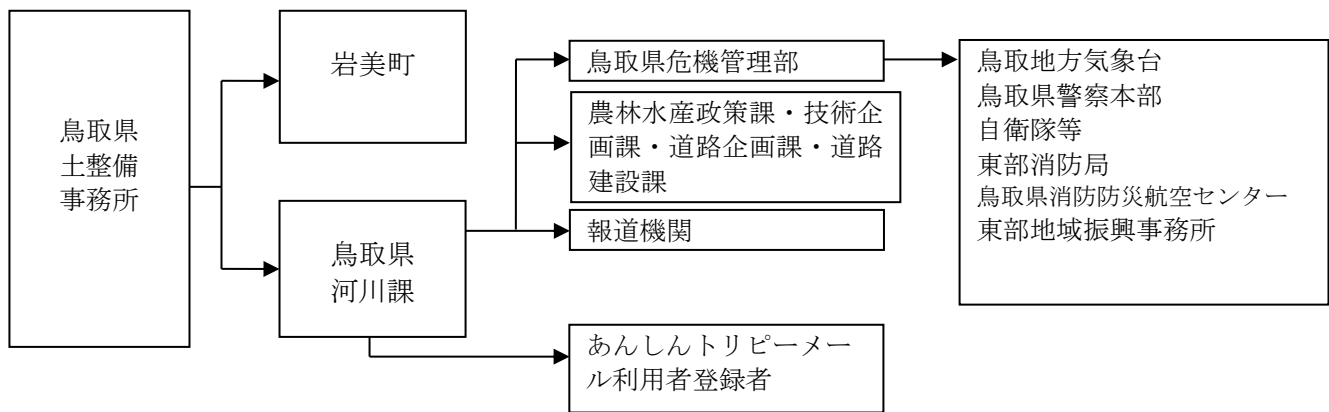 鳥取県
土整備
事務所
岩美町
鳥取県
河川課
鳥取県危機管理部
農林水産政策課・技術企
画課・道路企画課・道路
建設課
報道機関
あんしんトリピーメー
ル利用者登録者
鳥取地方気象台
鳥取県警察本部
自衛隊等
東部消防局
鳥取県消防防災航空センター
東部地域振興事務所